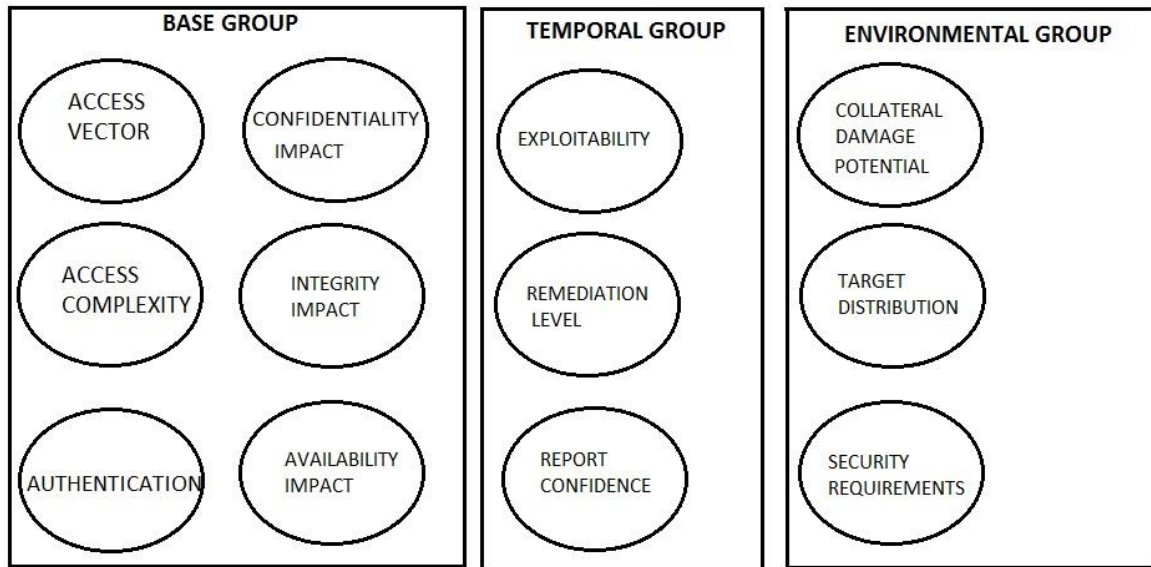 BASE GROUP
ACCESS
VECTOR
CONFIDENTIALITY
IMPACT
ACCESS
COMPLEXITY
INTEGRITY
IMPACT
AUTHENTICATION
AVAILABILITY
IMPACT
TEMPORAL GROUP
EXPLOITABILITY
REMEDIATION
LEVEL
REPORT
CONFIDENCE
ENVIRONMENTAL GROUP
COLLATERAL
DAMAGE
POTENTIAL
TARGET
DISTRIBUTION
SECURITY
REQUIREMENTS